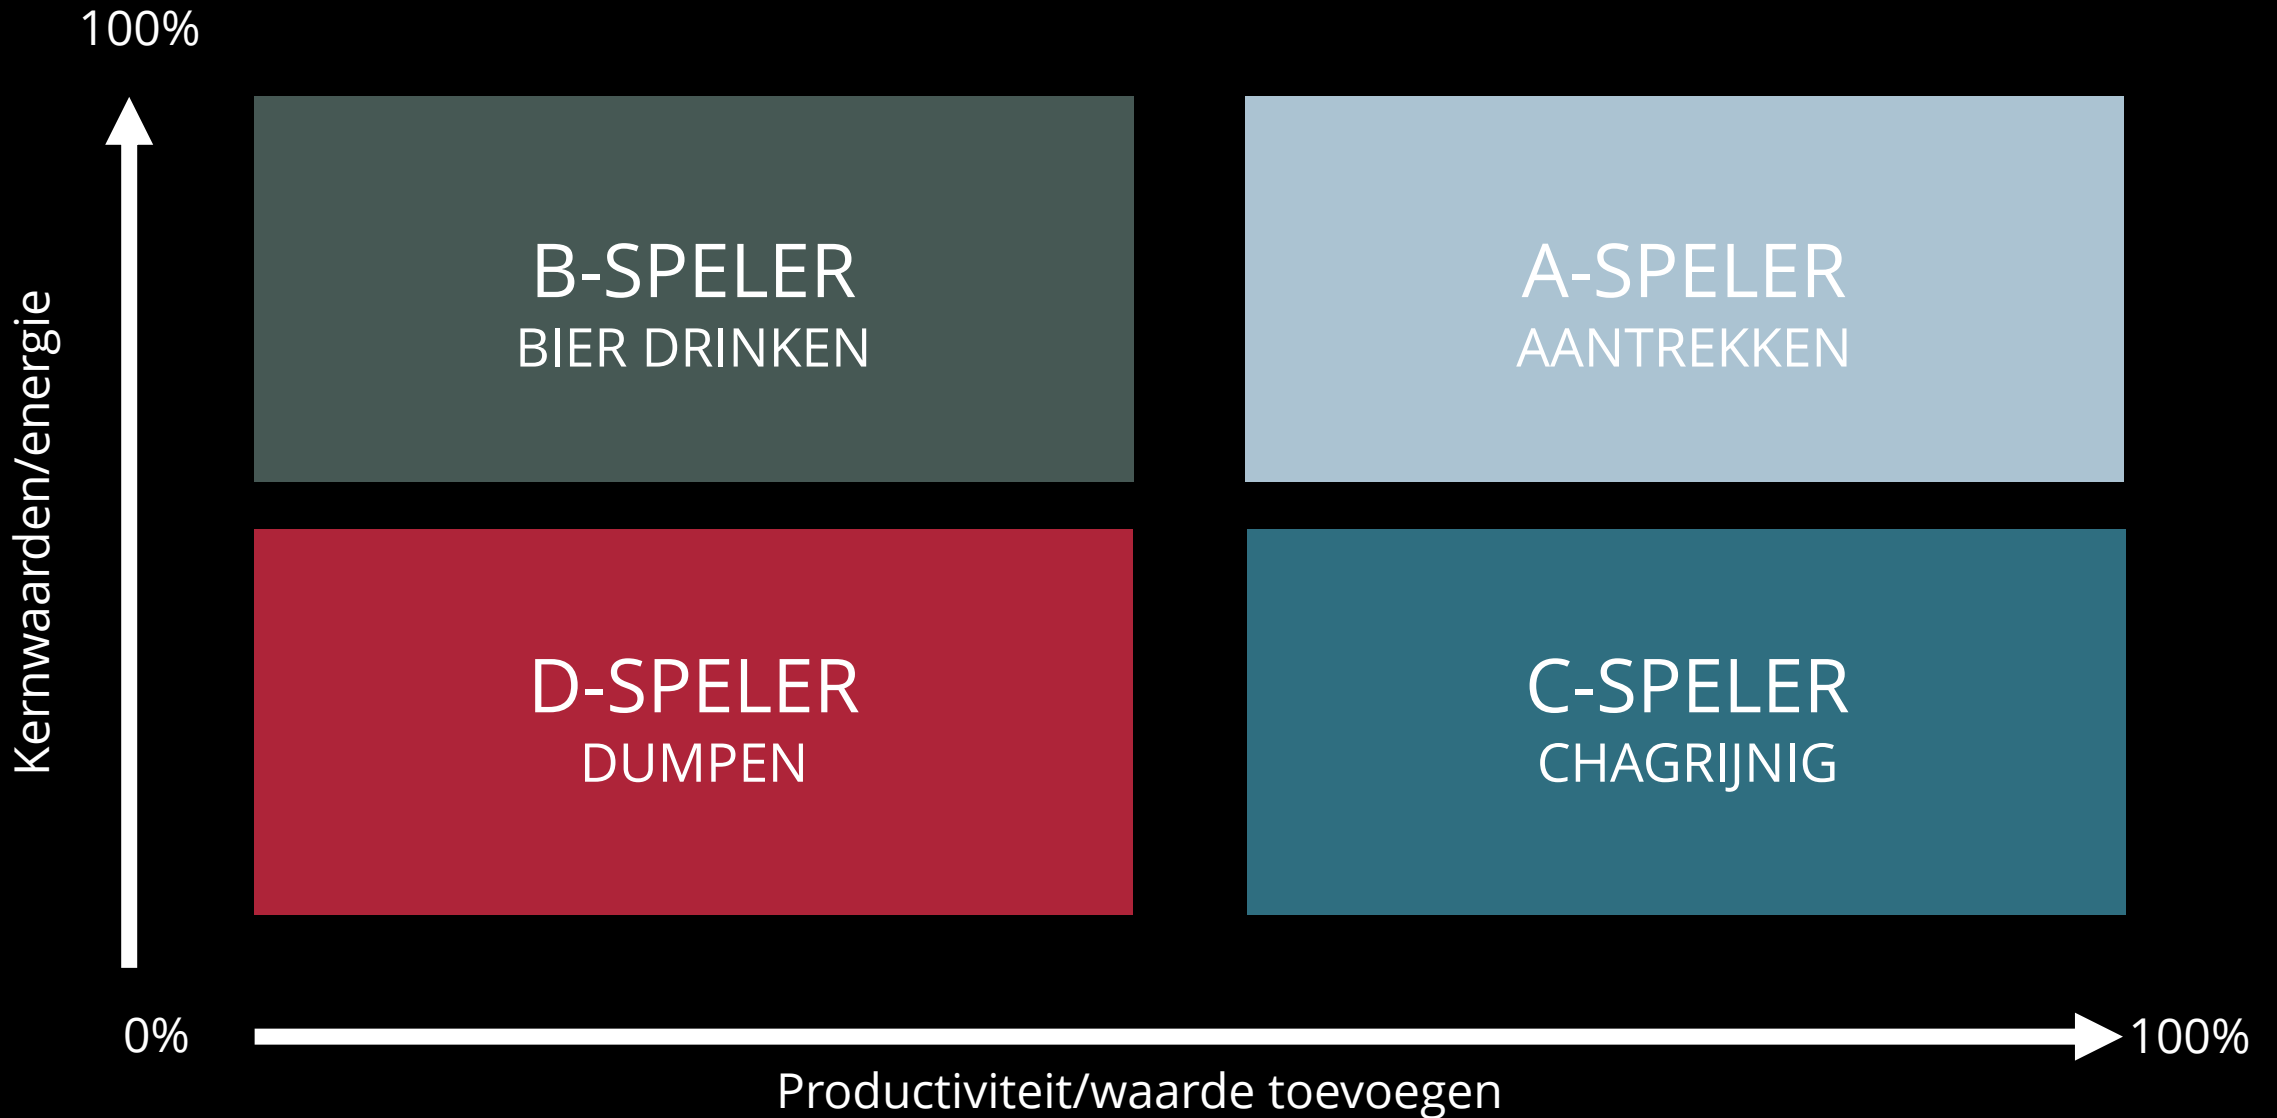 100%
Kernwaarden/energie
B-SPELER
BIER DRINKEN
A-SPELER
AANTREKKEN
D-SPELER
DUMPEN
C-SPELER
CHAGRIJNIG
0%
100%
Productiviteit/waarde toevoegen